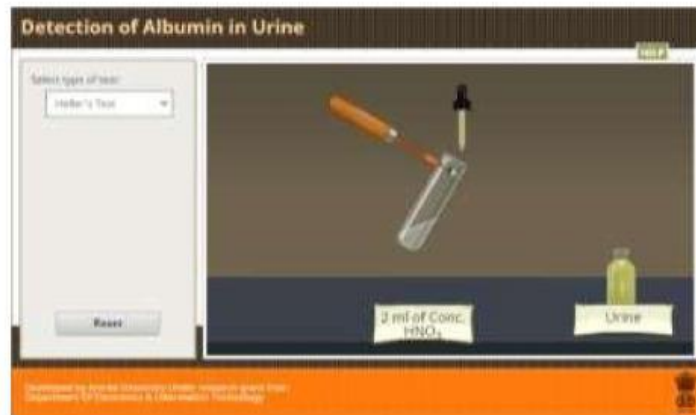 Detection of Albumin in Urine
HELP
Select type of test:
Heller's Test
Reset
2 ml of Conc.
HNO₃
Urine
Developed by Amrita University Under research grant from
Department Of Electronics & Information Technology